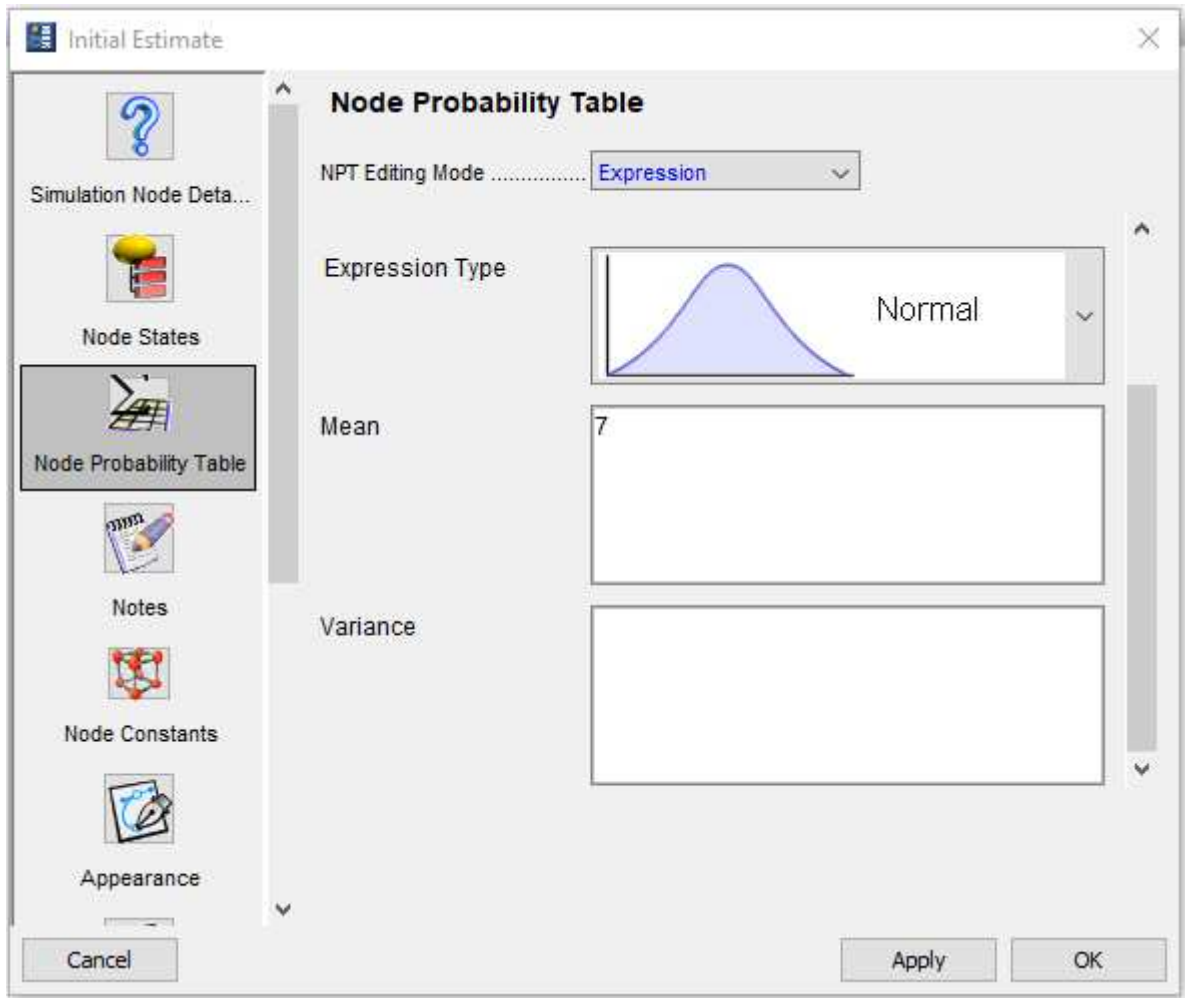 Initial Estimate
Simulation Node Deta...
Node States
Node Probability Table
Notes
Node Constants
Appearance
Node Probability Table
NPT Editing Mode ................ Expression
Expression Type
Normal
Mean
7
Variance
Cancel
Apply
OK